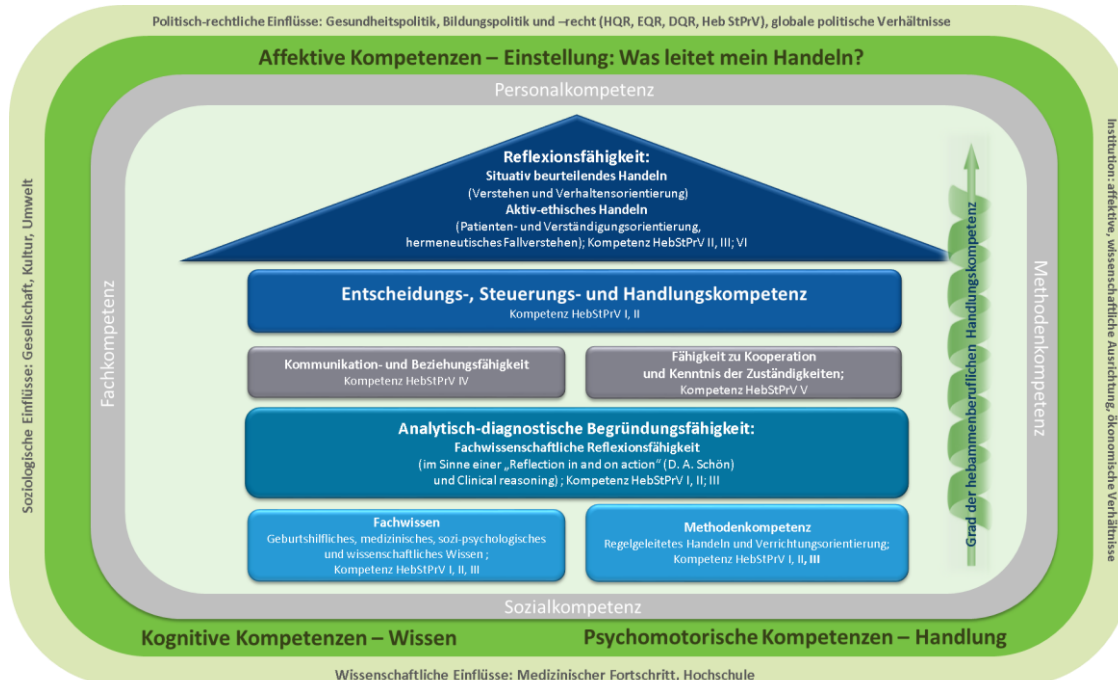 Politisch-rechtliche Einflüsse: Gesundheitspolitik, Bildungspolitik und –recht (HQR, EQR, DQR, Heb StPrV), globale politische Verhältnisse
Affektive Kompetenzen – Einstellung: Was leitet mein Handeln?
Personalkompetenz
Soziologische Einflüsse: Gesellschaft, Kultur, Umwelt
Fachkompetenz
Reflexionsfähigkeit:
Situativ beurteilendes Handeln
(Verstehen und Verhaltensorientierung)
Aktiv-ethisches Handeln
(Patienten- und Verständigungsorientierung,
hermeneutisches Fallverstehen); Kompetenz HebStPrV II, III; VI
Entscheidungs-, Steuerungs- und Handlungskompetenz
Kompetenz HebStPrV I, II
Kommunikation- und Beziehungsfähigkeit
Kompetenz HebStPrV IV
Fähigkeit zu Kooperation
und Kenntnis der Zuständigkeiten;
Kompetenz HebStPrV V
Analytisch-diagnostische Begründungsfähigkeit:
Fachwissenschaftliche Reflexionsfähigkeit
(im Sinne einer „Reflection in and on action“ (D. A. Schön)
und Clinical reasoning) ; Kompetenz HebStPrV I, II; III
Fachwissen
Geburtshilfliches, medizinisches, sozi-psychologisches
und wissenschaftliches Wissen ;
Kompetenz HebStPrV I, II, III
Methodenkompetenz
Regelgeleitetes Handeln und Verrichtungsorientierung;
Kompetenz HebStPrV I, II, III
Grad der hebammenberuflichen Handlungskompetenz
Methodenkompetenz
Institution: affektive, wissenschaftliche Ausrichtung, ökonomische Verhältnisse
Sozialkompetenz
Kognitive Kompetenzen – Wissen
Psychomotorische Kompetenzen – Handlung
Wissenschaftliche Einflüsse: Medizinischer Fortschritt, Hochschule